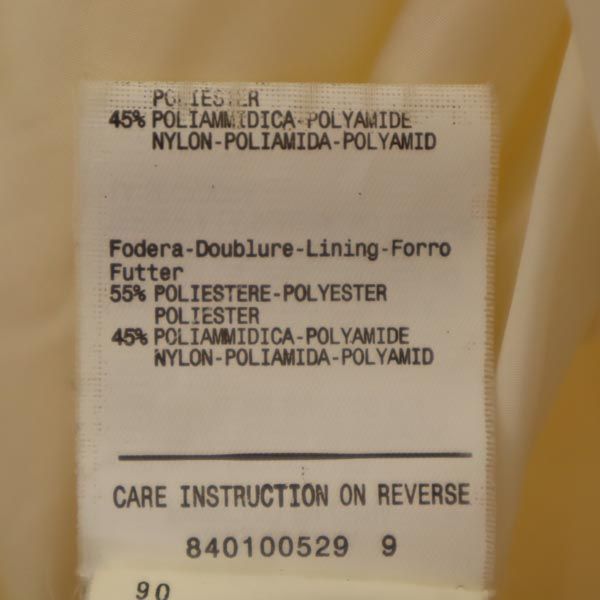 POLIESTER
45% POLIAMMIDICA-POLYAMIDE
NYLON-POLIAMIDA-POLYAMID
Fodera-Doublure-Lining-Forro
Futter
55% POLIESTERE-POLYESTER
POLIESTER
45% POLIAMMIDICA-POLYAMIDE
NYLON-POLIAMIDA-POLYAMID
CARE INSTRUCTION ON REVERSE
840100529 9
90